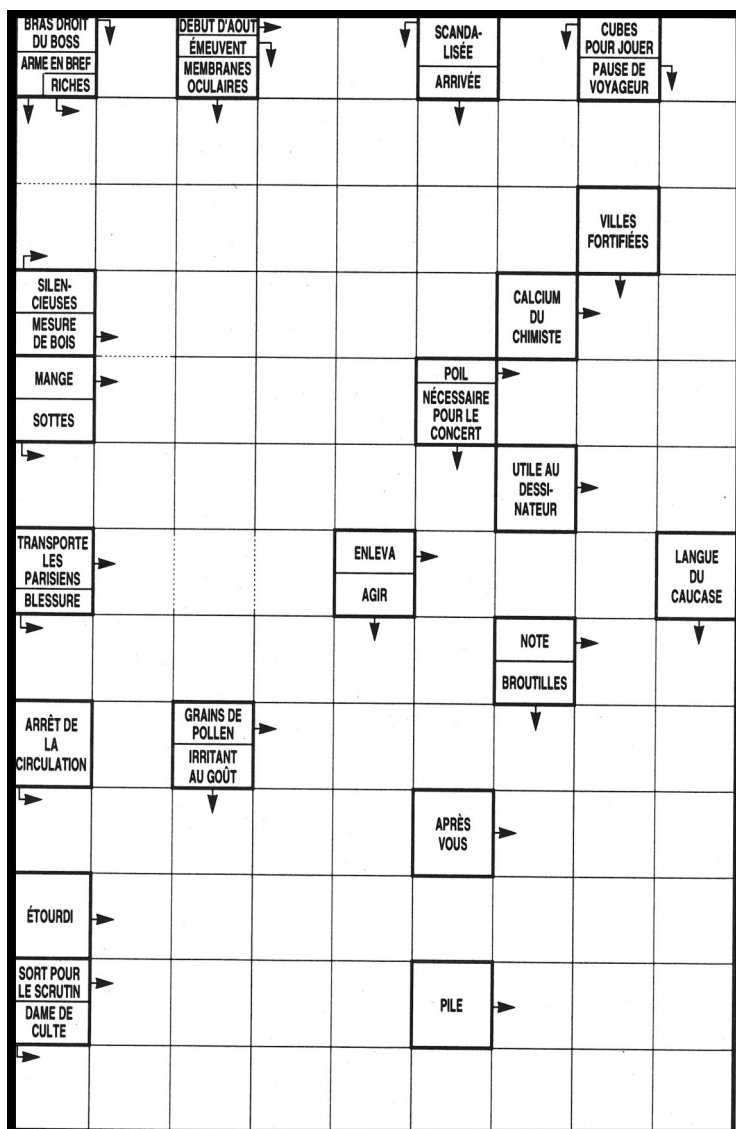 BRAS DROIT
DU BOSS
ARME EN BREF
RICHES
DEBUT D'AOUT
ÉMEUVENT
MEMBRANES
OCULAIRES
SCANDA-
LISÉE
ARRIVÉE
CUBES
POUR JOUER
PAUSE DE
VOYAGEUR
VILLES
FORTIFIÉES
SILEN-
CIEUSES
MESURE
DE BOIS
CALCIUM
DU
CHIMISTE
MANGE
SOTTES
POIL
NÉCESSAIRE
POUR LE
CONCERT
UTILE AU
DESSI-
NATEUR
TRANSPORTE
LES
PARISIENS
BLESSURE
ENLEVA
AGIR
LANGUE
DU
CAUCASE
NOTE
BROUTILLES
ARRÊT DE
LA
CIRCULATION
GRAINS DE
POLLEN
IRRITANT
AU GOÛT
APRÈS
VOUS
ÉTOURDI
SORT POUR
LE SCRUTIN
DAME DE
CULTE
PILE